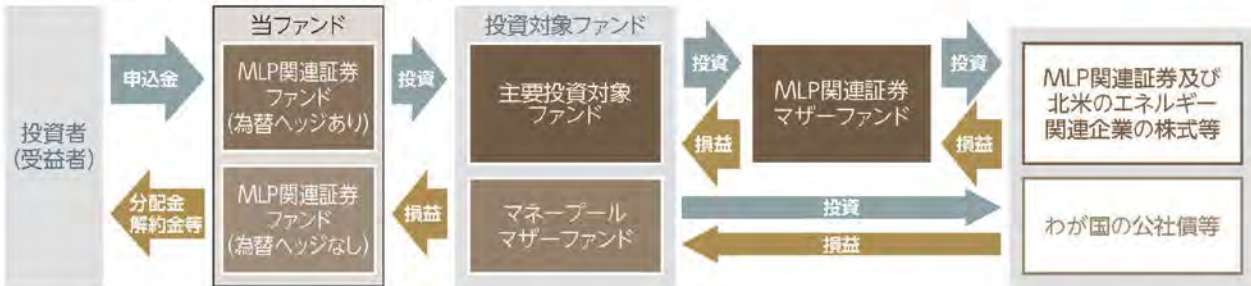 投資者
(受益者)
申込金
分配金
解約金等
当ファンド
MLP関連証券
ファンド
(為替ヘッジあり)
MLP関連証券
ファンド
(為替ヘッジなし)
投資
損益
投資対象ファンド
主要投資対象
ファンド
マネープール
マザーファンド
投資
損益
MLP関連証券
マザーファンド
投資
損益
投資
損益
MLP関連証券及び
北米のエネルギー
関連企業の株式等
わが国の公社債等